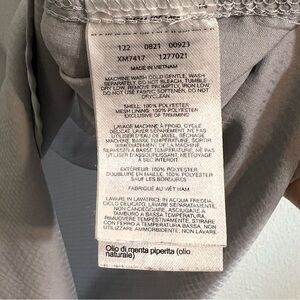 122 0821 00923
XM7417 1277021
MADE IN VIETNAM
MACHINE WASH COLD GENTLE, WASH
SEPARATELY, DO NOT BLEACH, TUMBLE
DRY LOW, REMOVE PROMPTLY, IRON LOW
DO NOT USE FABRIC SOFTENER, DO NOT
DRYCLEAN
SHELL: 100% POLYESTER
MESH LINING: 100% POLYESTER
EXCLUSIVE OF TRIMMING
LAVAGE MACHINE À FROID, CYCLE
DÉLICAT, LAVER SÉPARÉMENT, NE PAS
UTILISER D'EAU DE JAVEL, SÉCHAGE
MACHINE BASSE TEMPÉRATURE, SORTIR
IMMÉDIATEMENT DE LA MACHINE
REPASSER À BASSE TEMPÉRATURE, NE PAS
UTILISER D'ASSOUPLISSANT, NETTOYAGE
À SEC INTERDIT
EXTÉRIEUR: 100% POLYESTER
DOUBLURE EN MAILLE: 100% POLYESTER
SAUF LES BORDURES
FABRIQUÉ AU VIÊT NAM
LAVARE IN LAVATRICE IN ACQUA FREDDA,
CICLO DELICATO, LAVARE SEPARATAMENTE,
NON CANDEGGIARE, ASCIUGARE A
TAMBURO A BASSA TEMPERATURA,
RIMUOVERE IMMEDIATAMENTE, STIRARE
CON FERRO A BASSA TEMPERATURA, NON
Olio di menta piperita (olio
naturale)